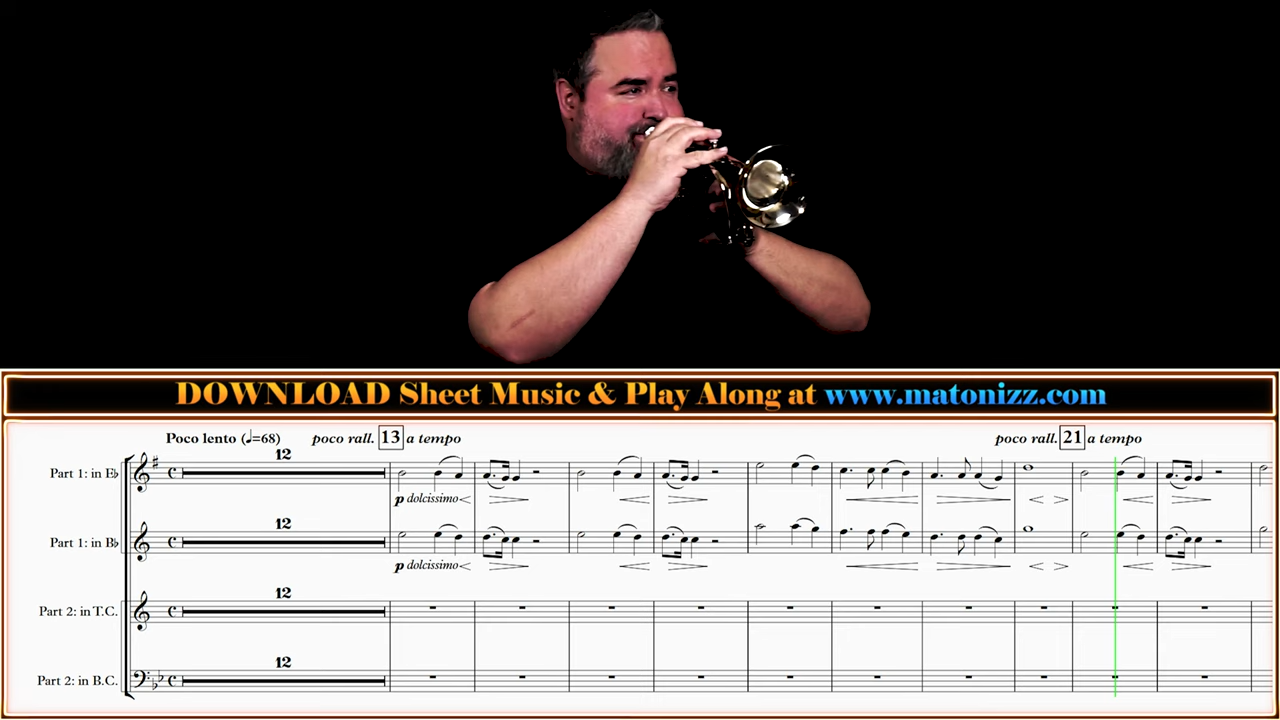 DOWNLOAD Sheet Music & Play Along at www.matonizz.com
Poco lento (♩=68) poco rall. 13 a tempo poco rall. 21 a tempo
12
Part 1: in E♭
p dolcissimo
12
Part 1: in B♭
p dolcissimo
12
Part 2: in T.C.
12
Part 2: in B.C.